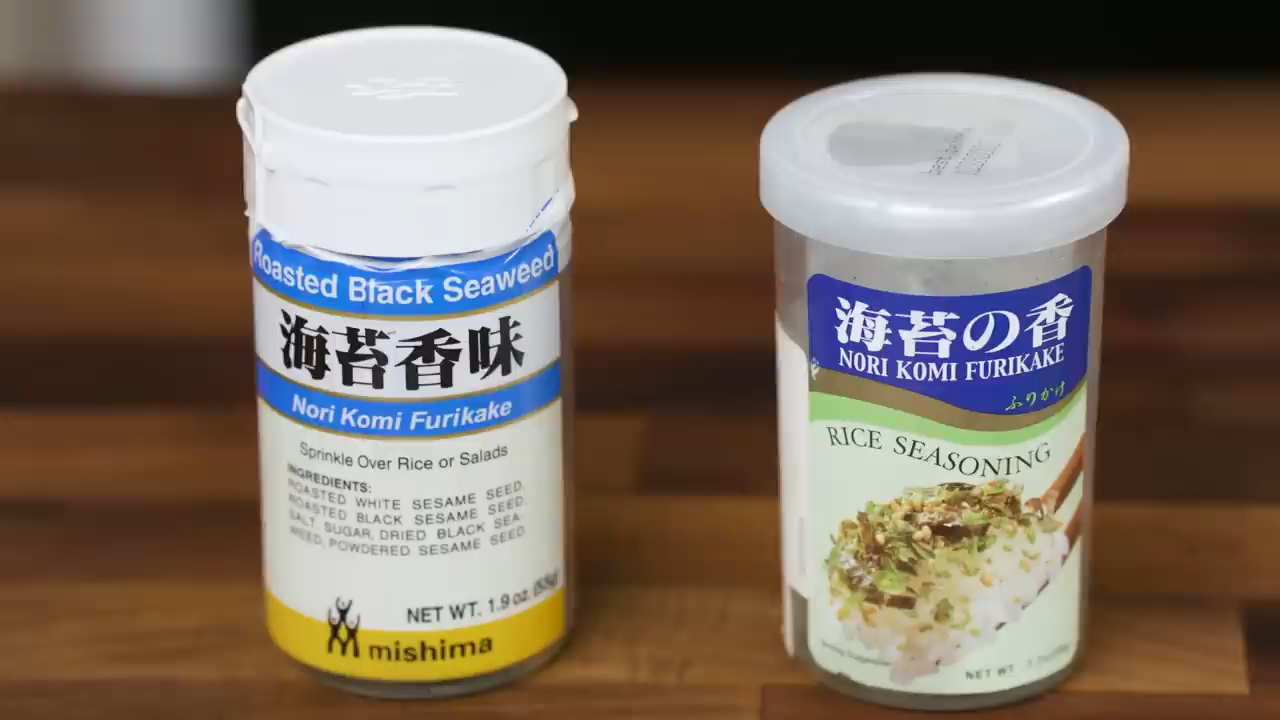 Roasted Black Seaweed
海苔香味
Nori Komi Furikake
Sprinkle Over Rice or Salads
INGREDIENTS:
ROASTED WHITE SESAME SEED,
ROASTED BLACK SESAME SEED,
SALT SUGAR, DRIED BLACK SEA-
WEED, POWDERED SESAME SEED.
NET WT. 1.9 oz. (55g)
mishima
海苔の香
NORI KOMI FURIKAKE
ふりかけ
RICE SEASONING
NET WT.